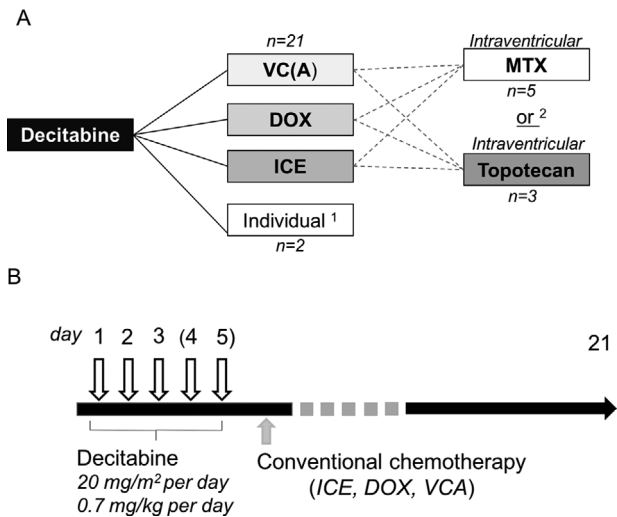 A
n=21
Intraventricular
VC(A)
MTX
n=5
DOX
or 2
Decitabine
Intraventricular
ICE
Topotecan
n=3
Individual 1
n=2
B
day 1 2 3 (4 5)
21
Decitabine
20 mg/m² per day
0.7 mg/kg per day
Conventional chemotherapy
(ICE, DOX, VCA)